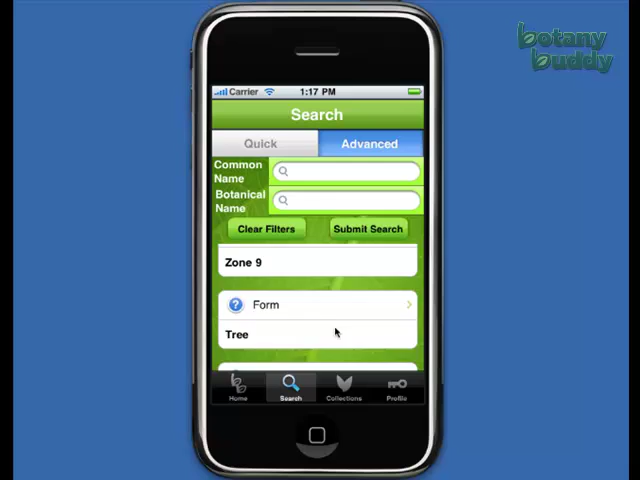 botany
buddy
Carrier 1:17 PM
Search
Quick Advanced
Common
Name
Botanical
Name
Clear Filters Submit Search
Zone 9
? Form
Tree
Home Search Collections Profile